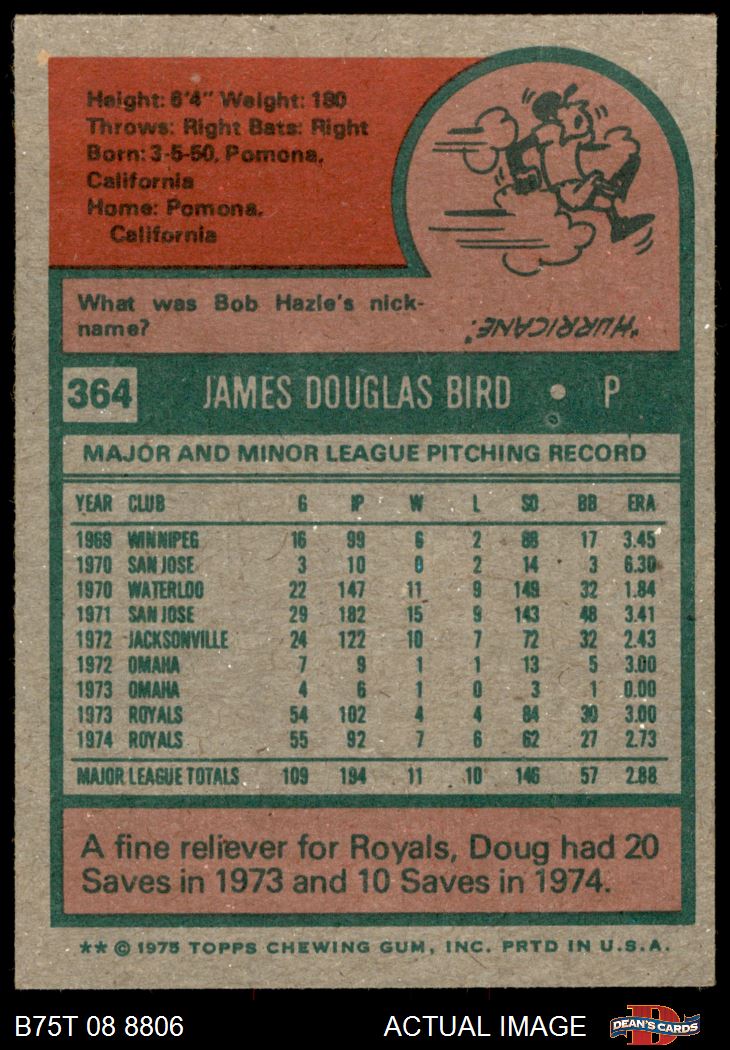 Height: 6'4" Weight: 180
Throws: Right Bats: Right
Born: 3-5-50, Pomona,
California
Home: Pomona,
California
What was Bob Hazle's nick-
name?
"HURRICANE".
364 JAMES DOUGLAS BIRD • P
MAJOR AND MINOR LEAGUE PITCHING RECORD
YEAR CLUB G IP W L SO BB ERA
1969 WINNIPEG 16 99 6 2 88 17 3.45
1970 SAN JOSE 3 10 0 2 14 3 6.30
1970 WATERLOO 22 147 11 9 149 32 1.84
1971 SAN JOSE 29 182 15 9 143 48 3.41
1972 JACKSONVILLE 24 122 10 7 72 32 2.43
1972 OMAHA 7 9 1 1 13 5 3.00
1973 OMAHA 4 6 1 0 3 1 0.00
1973 ROYALS 54 102 4 4 84 30 3.00
1974 ROYALS 55 92 7 6 62 27 2.73
MAJOR LEAGUE TOTALS 109 194 11 10 146 57 2.88
A fine reliever for Royals, Doug had 20
Saves in 1973 and 10 Saves in 1974.
** © 1975 TOPPS CHEWING GUM, INC. PRTD IN U.S.A.
B75T 08 8806 ACTUAL IMAGE DEAN'S CARDS